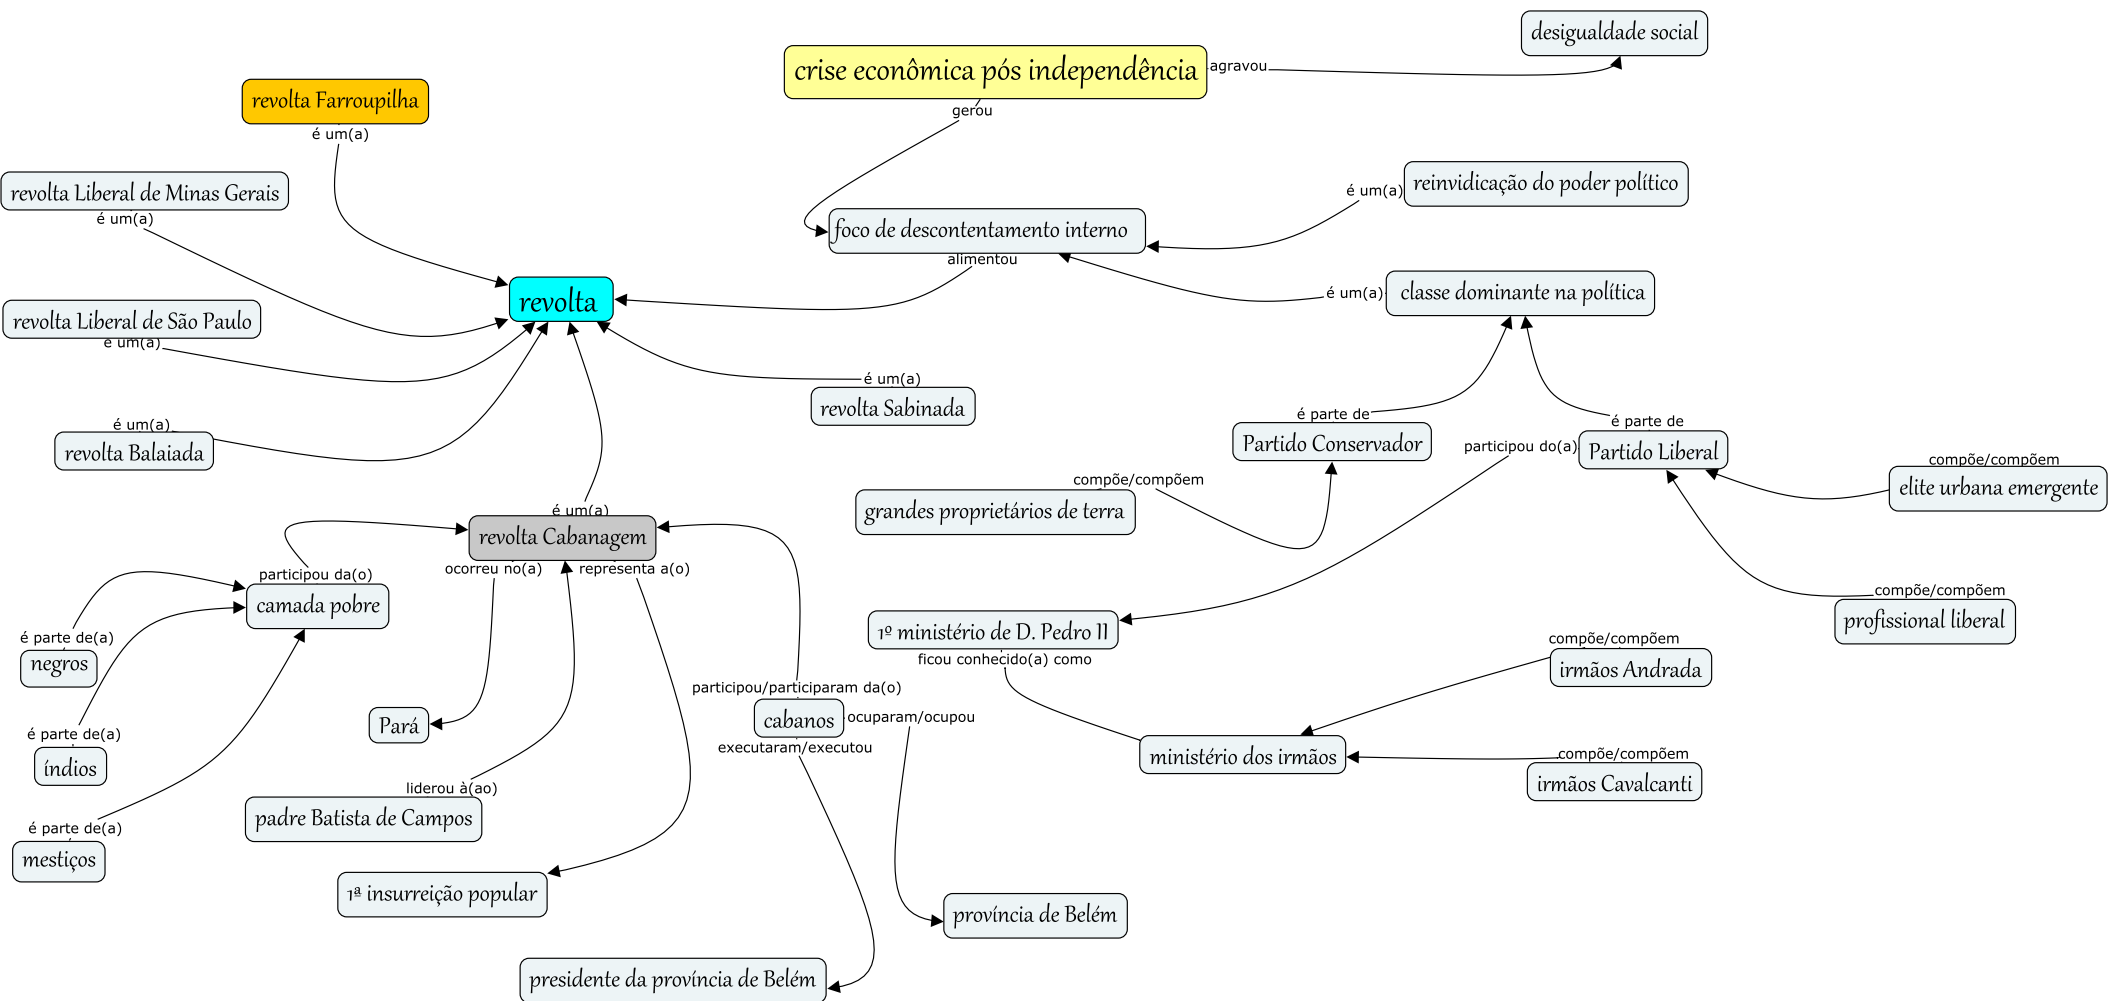 desigualdade social
crise econômica pós independência
agravou
gerou
revolta Farroupilha
é um(a)
revolta Liberal de Minas Gerais
é um(a)
reinvidicação do poder político
é um(a)
foco de descontentamento interno
alimentou
classe dominante na política
é um(a)
revolta
revolta Liberal de São Paulo
é um(a)
é um(a)
revolta Sabinada
é um(a)
revolta Balaiada
é parte de
Partido Conservador
é parte de
participou do(a)
Partido Liberal
compõe/compõem
elite urbana emergente
compõe/compõem
grandes proprietários de terra
é um(a)
revolta Cabanagem
ocorreu no(a)
representa a(o)
participou da(o)
camada pobre
compõe/compõem
profissional liberal
1º ministério de D. Pedro II
ficou conhecido(a) como
é parte de(a)
negros
compõe/compõem
irmãos Andrada
participou/participaram da(o)
cabanos
ocuparam/ocupou
executaram/executou
Pará
é parte de(a)
índios
ministério dos irmãos
compõe/compõem
irmãos Cavalcanti
liderou à(ao)
padre Batista de Campos
é parte de(a)
mestiços
1ª insurreição popular
província de Belém
presidente da província de Belém